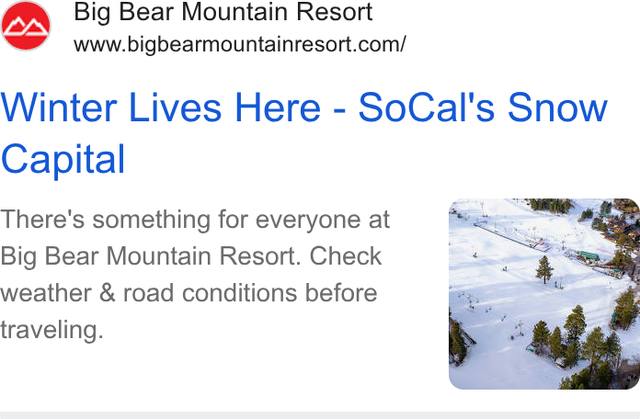 Big Bear Mountain Resort
www.bigbearmountainresort.com/
Winter Lives Here - SoCal's Snow
Capital
There's something for everyone at
Big Bear Mountain Resort. Check
weather & road conditions before
traveling.